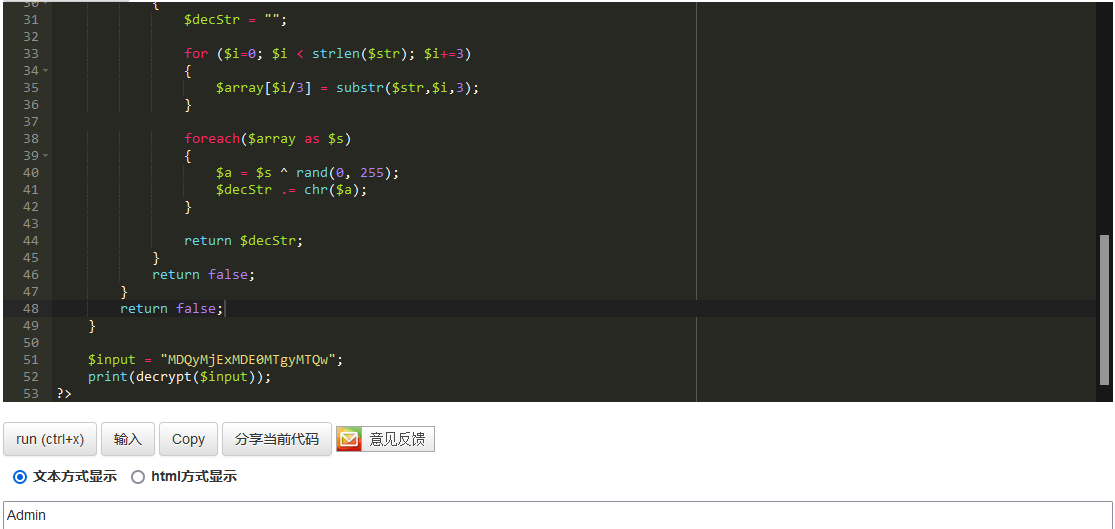 30 {
31 $decStr = "";
32
33 for ($i=0; $i < strlen($str); $i+=3)
34 {
35 $array[$i/3] = substr($str,$i,3);
36 }
37
38 foreach($array as $s)
39 {
40 $a = $s ^ rand(0, 255);
41 $decStr .= chr($a);
42 }
43
44 return $decStr;
45 }
46 return false;
47 }
48 return false;
49 }
50
51 $input = "MDQyMjExMDE0MTgyMTQw";
52 print(decrypt($input));
53 ?>
run (ctrl+x) 输入 Copy 分享当前代码 意见反馈
文本方式显示 html方式显示
Admin